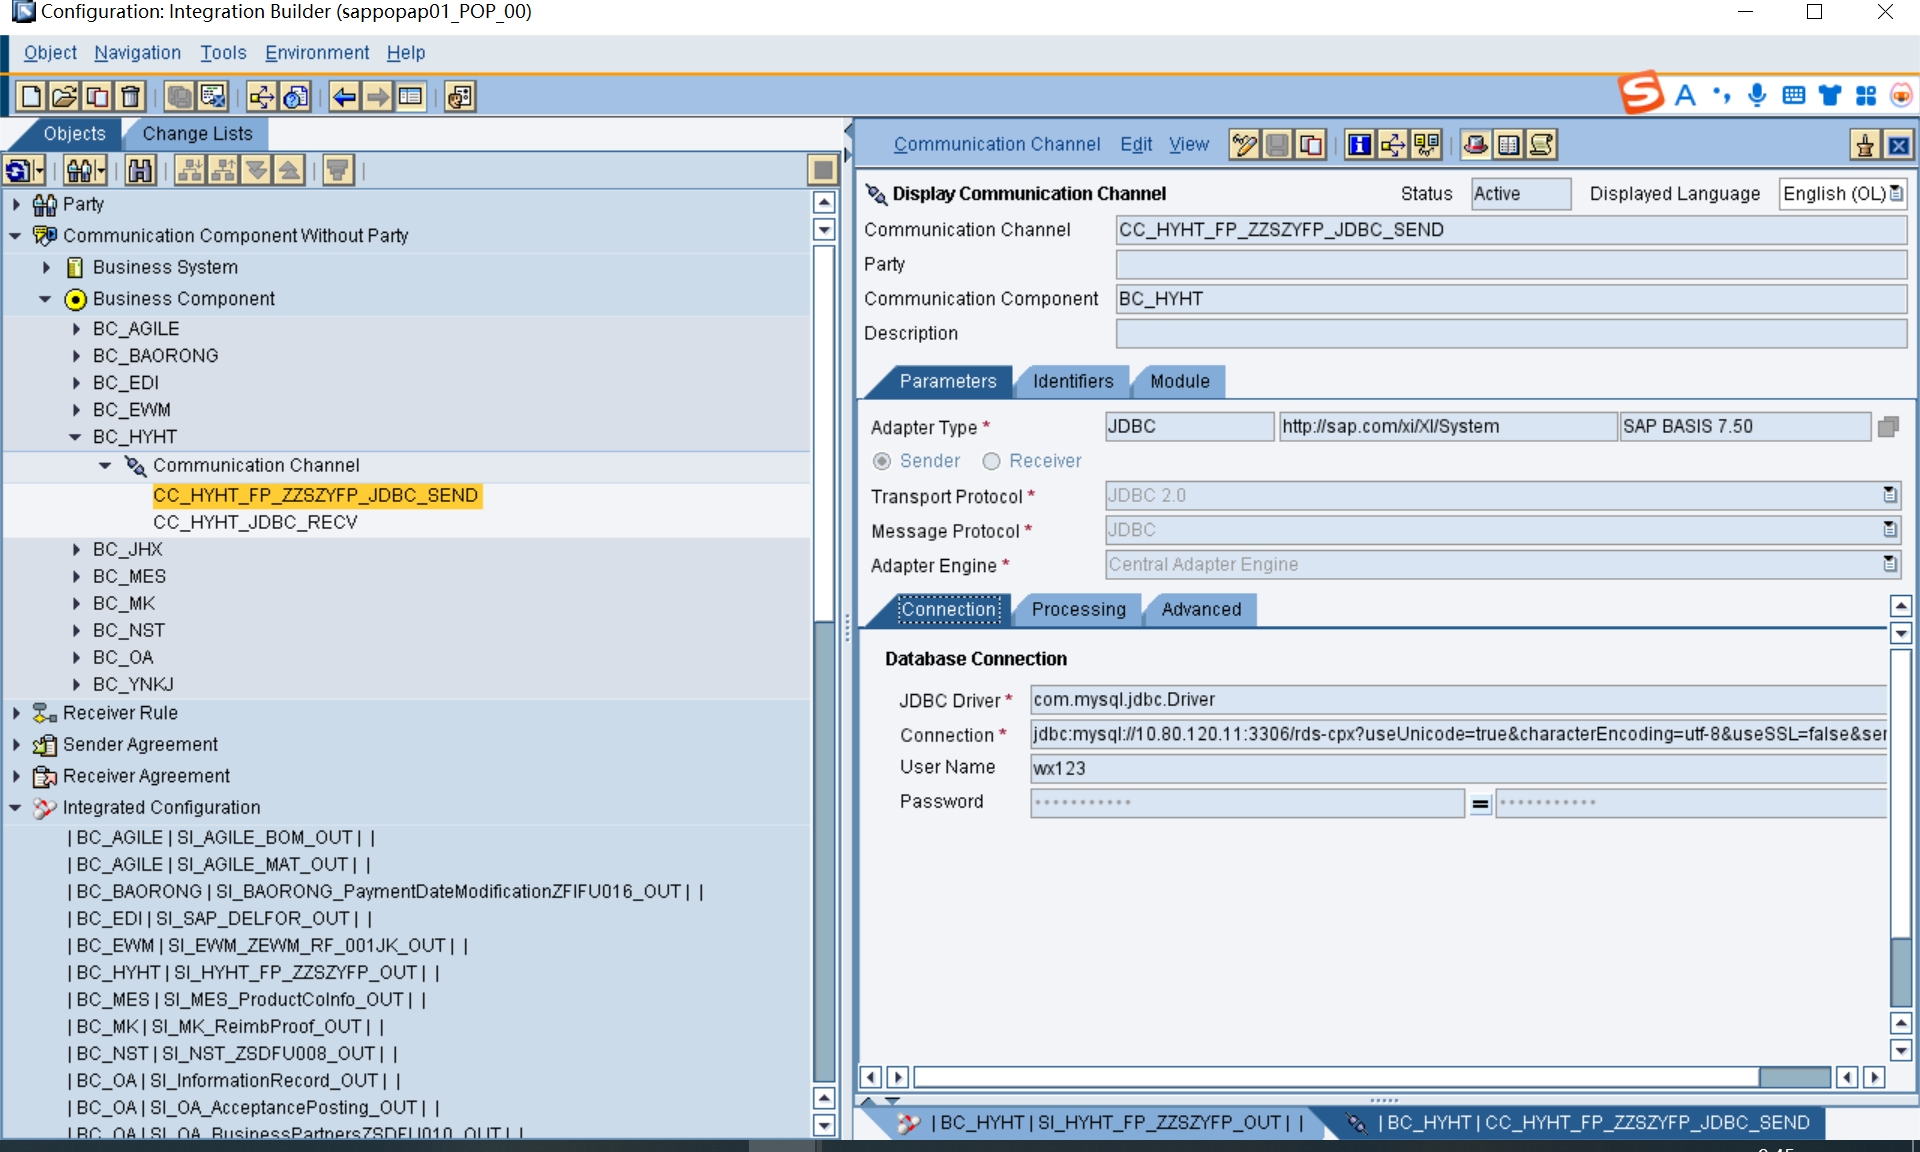 Configuration: Integration Builder (sappopap01_POP_00)
Object Navigation Tools Environment Help
Objects Change Lists
Party
Communication Component Without Party
Business System
Business Component
BC_AGILE
BC_BAORONG
BC_EDI
BC_EWM
BC_HYHT
Communication Channel
CC_HYHT_FP_ZZSZYFP_JDBC_SEND
CC_HYHT_JDBC_RECV
BC_JHX
BC_MES
BC_MK
BC_NST
BC_OA
BC_YNKJ
Receiver Rule
Sender Agreement
Receiver Agreement
Integrated Configuration
| BC_AGILE | SI_AGILE_BOM_OUT | |
| BC_AGILE | SI_AGILE_MAT_OUT | |
| BC_BAORONG | SI_BAORONG_PaymentDateModificationZFIFU016_OUT | |
| BC_EDI | SI_SAP_DELFOR_OUT | |
| BC_EWM | SI_EWM_ZEWM_RF_001JK_OUT | |
| BC_HYHT | SI_HYHT_FP_ZZSZYFP_OUT | |
| BC_MES | SI_MES_ProductCoInfo_OUT | |
| BC_MK | SI_MK_ReimbProof_OUT | |
| BC_NST | SI_NST_ZSDFU008_OUT | |
| BC_OA | SI_InformationRecord_OUT | |
| BC_OA | SI_OA_AcceptancePosting_OUT | |
| BC_OA | SI_OA_BusinessPartnersZSDFU010_OUT | |
Communication Channel Edit View
Display Communication Channel Status Active Displayed Language English (OL)
Communication Channel CC_HYHT_FP_ZZSZYFP_JDBC_SEND
Party
Communication Component BC_HYHT
Description
Parameters Identifiers Module
Adapter Type * JDBC http://sap.com/xi/XI/System SAP BASIS 7.50
Sender Receiver
Transport Protocol * JDBC 2.0
Message Protocol * JDBC
Adapter Engine * Central Adapter Engine
Connection Processing Advanced
Database Connection
JDBC Driver * com.mysql.jdbc.Driver
Connection * jdbc:mysql://10.80.120.11:3306/rds-cpx?useUnicode=true&characterEncoding=utf-8&useSSL=false&ser
User Name wx123
Password
| BC_HYHT | SI_HYHT_FP_ZZSZYFP_OUT | | | BC_HYHT | CC_HYHT_FP_ZZSZYFP_JDBC_SEND